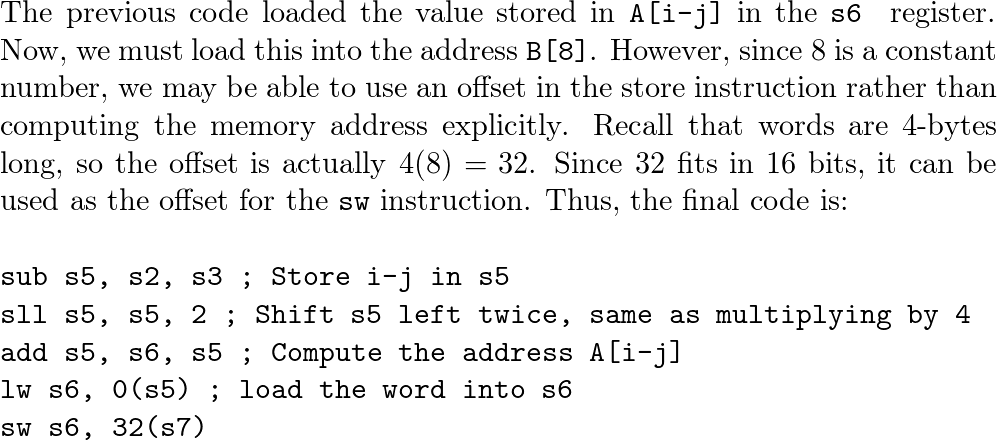 The previous code loaded the value stored in A[i-j] in the s6 register.
Now, we must load this into the address B[8]. However, since 8 is a constant
number, we may be able to use an offset in the store instruction rather than
computing the memory address explicitly. Recall that words are 4-bytes
long, so the offset is actually 4(8) = 32. Since 32 fits in 16 bits, it can be
used as the offset for the sw instruction. Thus, the final code is:
sub s5, s2, s3 ; Store i-j in s5
sll s5, s5, 2 ; Shift s5 left twice, same as multiplying by 4
add s5, s6, s5 ; Compute the address A[i-j]
lw s6, 0(s5) ; load the word into s6
sw s6, 32(s7)